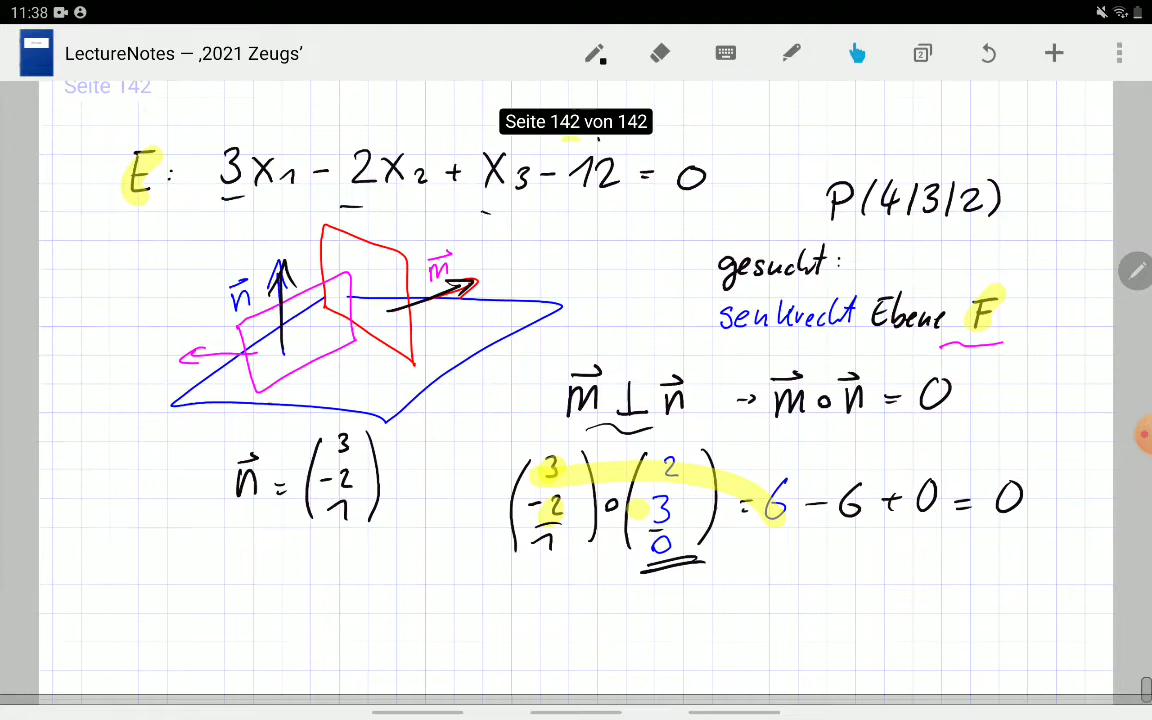 11:38
LectureNotes — ‚2021 Zeugs’
2
Seite 142
Seite 142 von 142
E: 3x₁ - 2x₂ + x₃ - 12 = 0
P(4/3/2)
gesucht:
senkrecht Ebene F
n⃗
m⃗
m⃗ ⊥ n⃗ → m⃗ ∘ n⃗ = 0
n⃗ = (3 -2 1)
(3 -2 1) ∘ (2 3 0) = 6 - 6 + 0 = 0